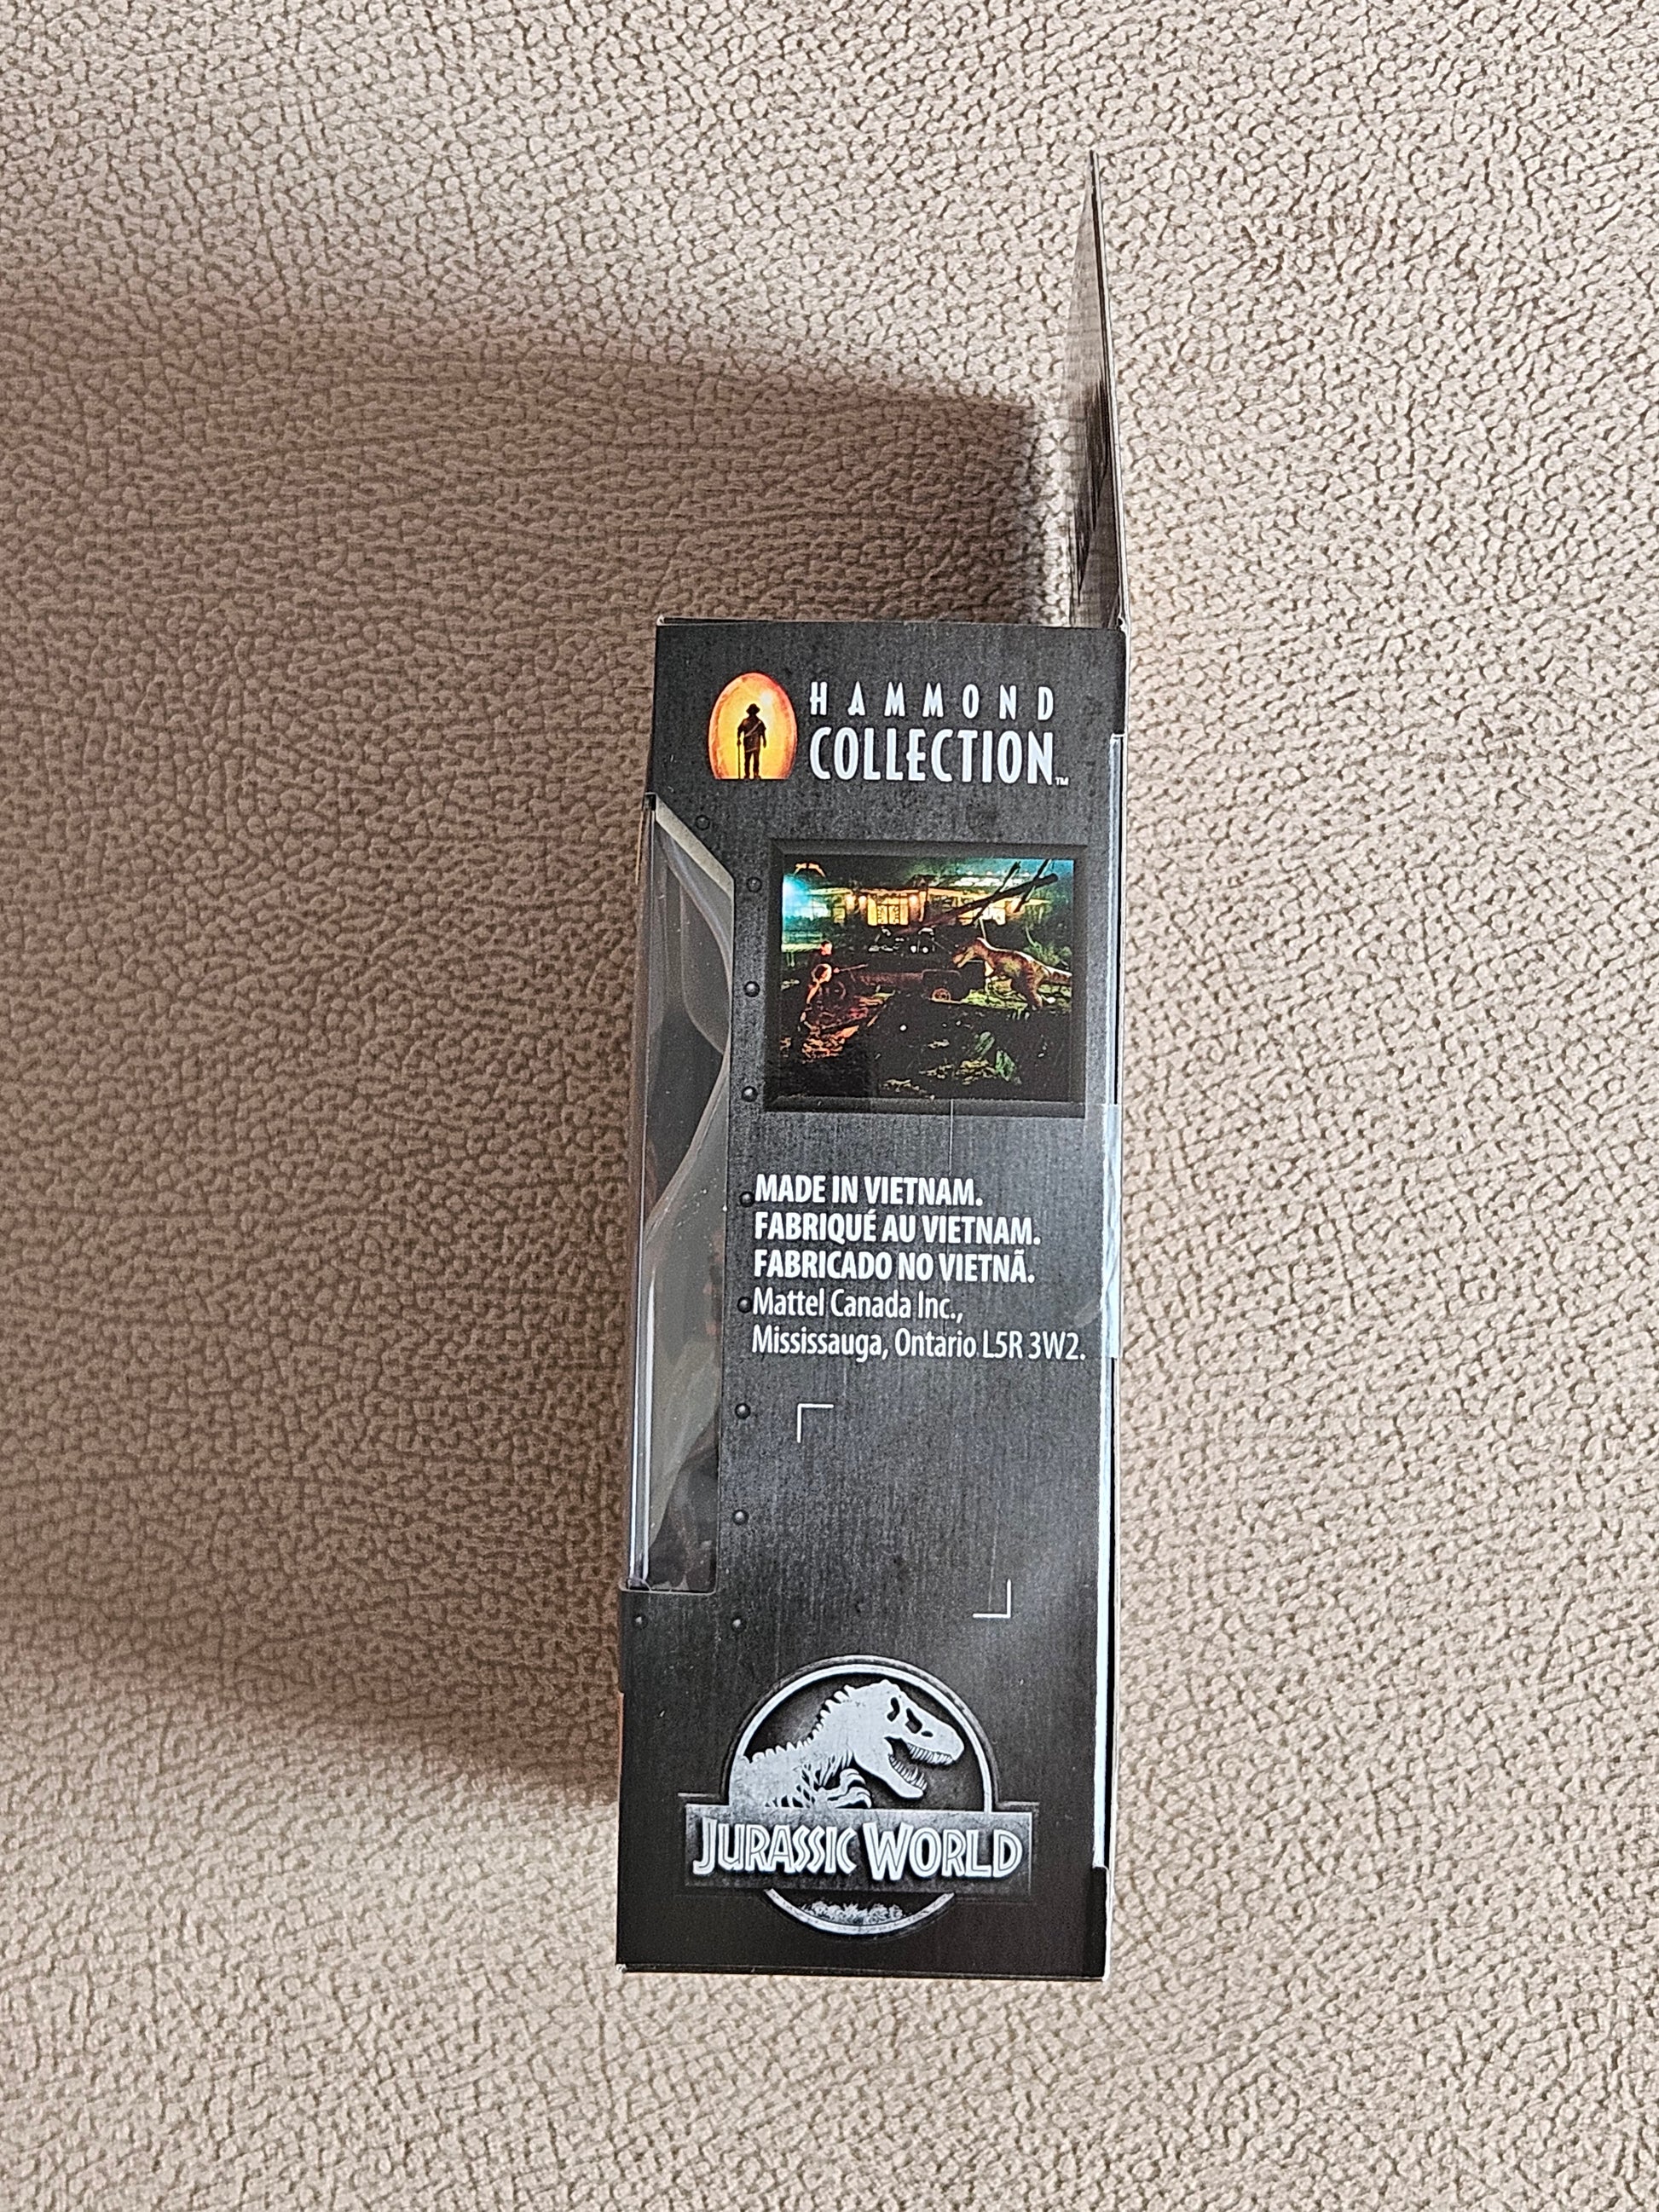 HAMMOND
COLLECTION™
MADE IN VIETNAM.
FABRIQUÉ AU VIETNAM.
FABRICADO NO VIETNÃ.
Mattel Canada Inc.,
Mississauga, Ontario L5R 3W2.
JURASSIC WORLD